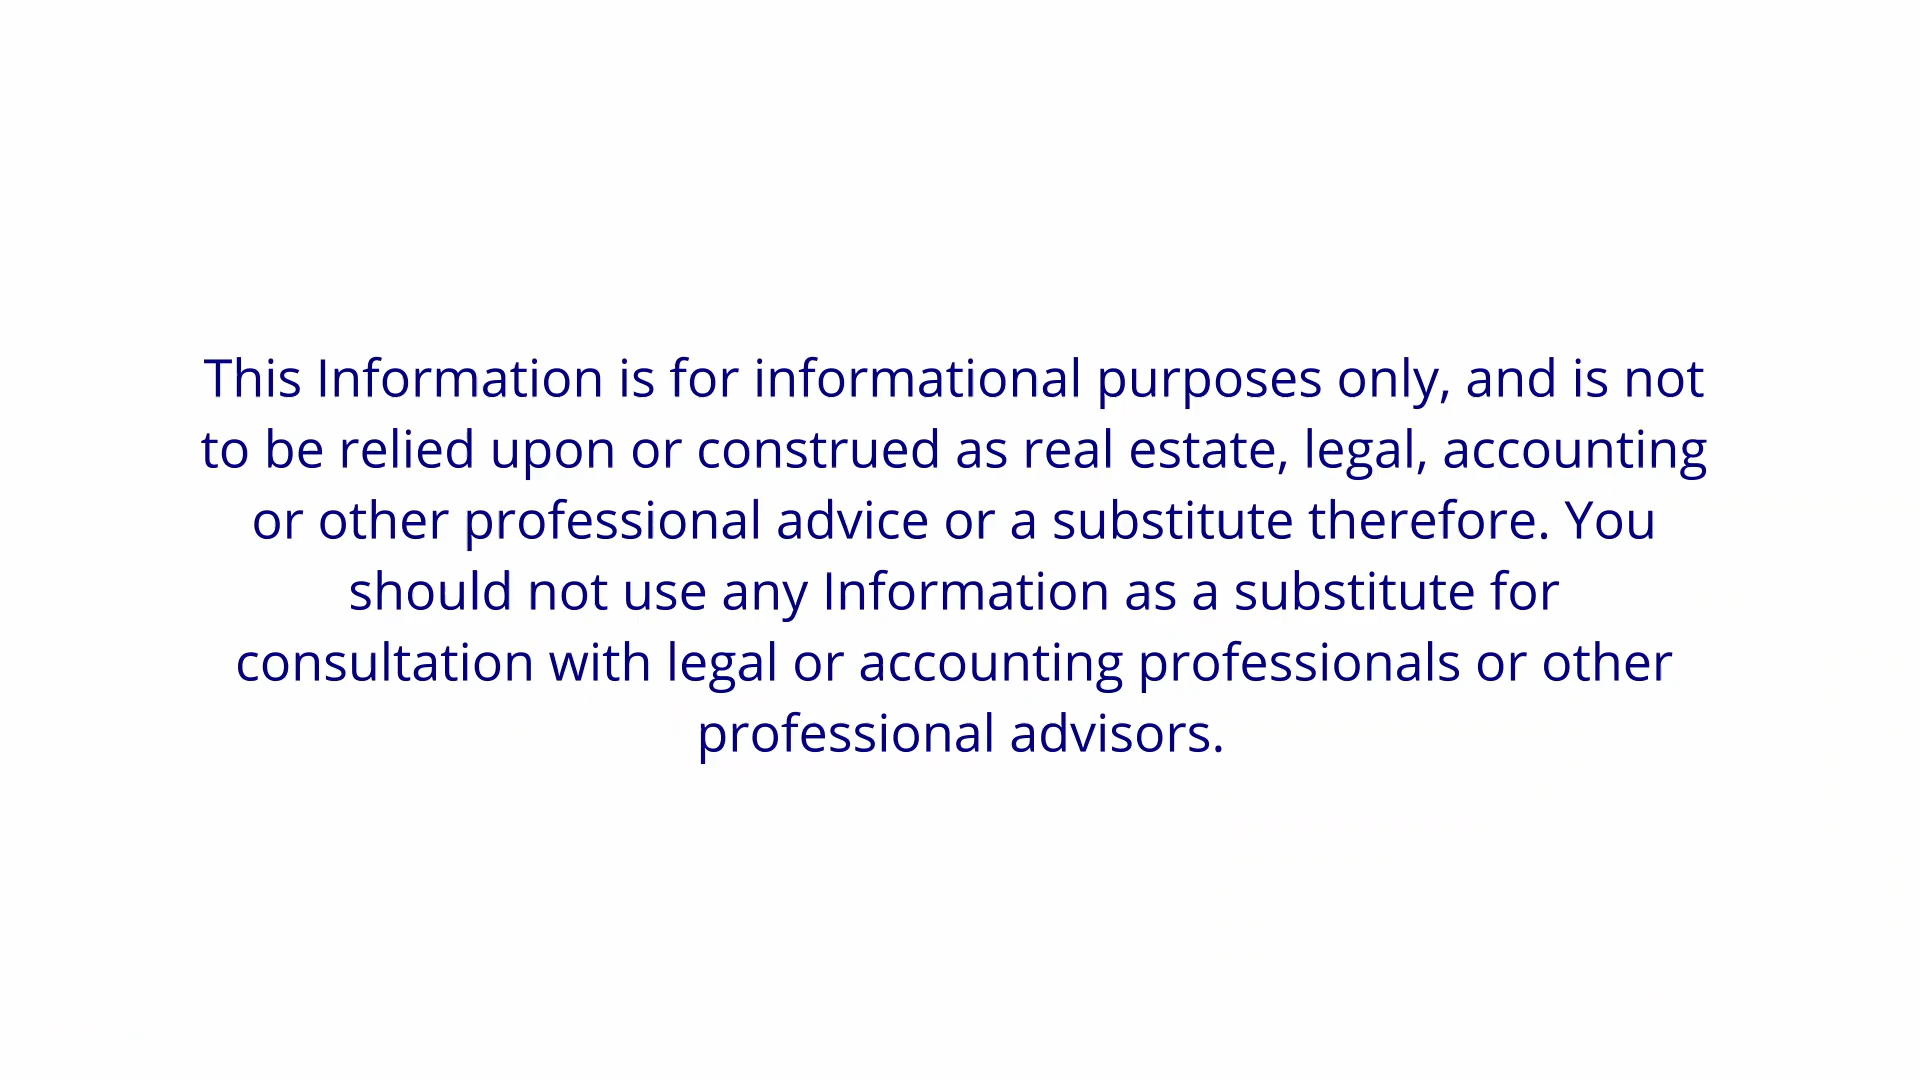 This Information is for informational purposes only, and is not
to be relied upon or construed as real estate, legal, accounting
or other professional advice or a substitute therefore. You
should not use any Information as a substitute for
consultation with legal or accounting professionals or other
professional advisors.